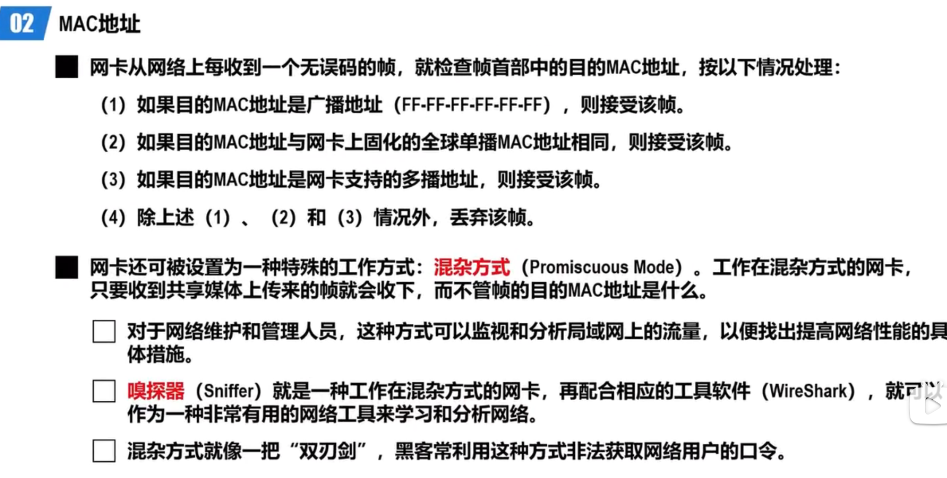 02 MAC地址
网卡从网络上每收到一个无误码的帧，就检查帧首部中的目的MAC地址，按以下情况处理：
（1）如果目的MAC地址是广播地址（FF-FF-FF-FF-FF-FF），则接受该帧。
（2）如果目的MAC地址与网卡上固化的全球单播MAC地址相同，则接受该帧。
（3）如果目的MAC地址是网卡支持的多播地址，则接受该帧。
（4）除上述（1）、（2）和（3）情况外，丢弃该帧。
网卡还可被设置为一种特殊的工作方式：混杂方式（Promiscuous Mode）。工作在混杂方式的网卡，
只要收到共享媒体上传来的帧就会收下，而不管帧的目的MAC地址是什么。
对于网络维护和管理人员，这种方式可以监视和分析局域网上的流量，以便找出提高网络性能的具
体措施。
嗅探器（Sniffer）就是一种工作在混杂方式的网卡，再配合相应的工具软件（WireShark），就可以
作为一种非常有用的网络工具来学习和分析网络。
混杂方式就像一把“双刃剑”，黑客常利用这种方式非法获取网络用户的口令。